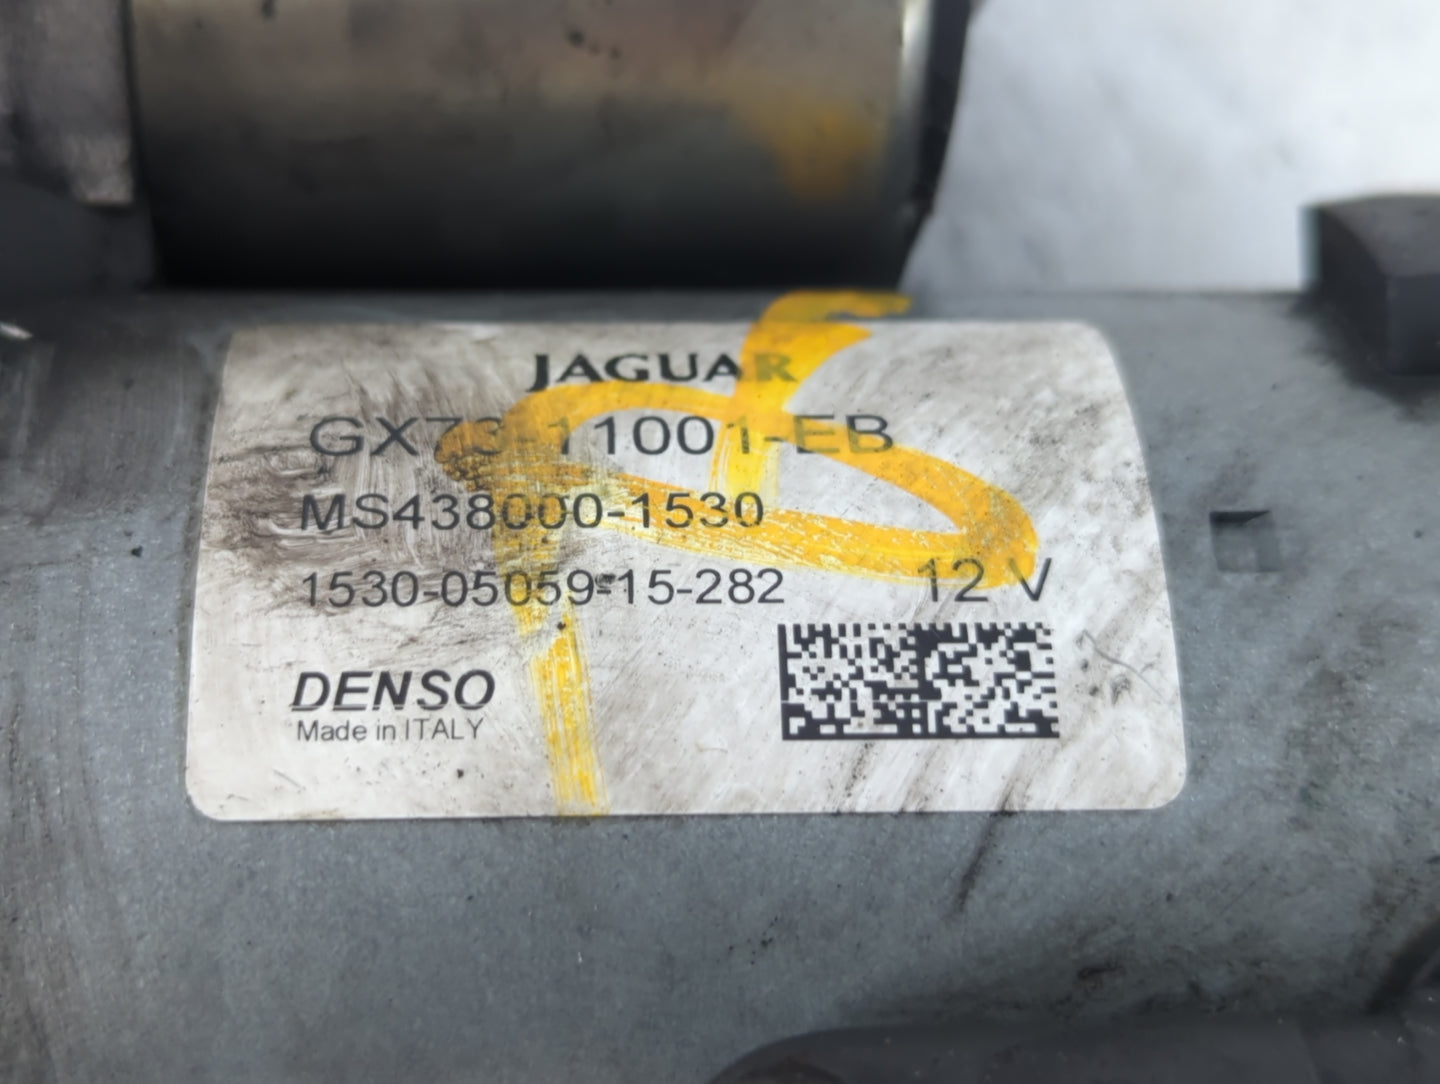 JAGUAR
GX73-11001-EB
MS438000-1530
1530-05059-15-282 12 V
DENSO
Made in ITALY